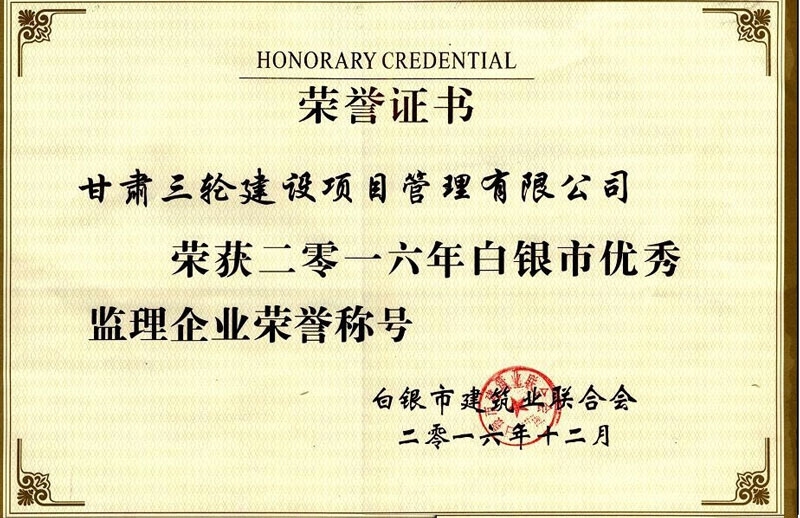 HONORARY CREDENTIAL
荣誉证书
甘肃三轮建设项目管理有限公司
荣获二零一六年白银市优秀
监理企业荣誉称号
白银市建筑业联合会
二零一六年十二月